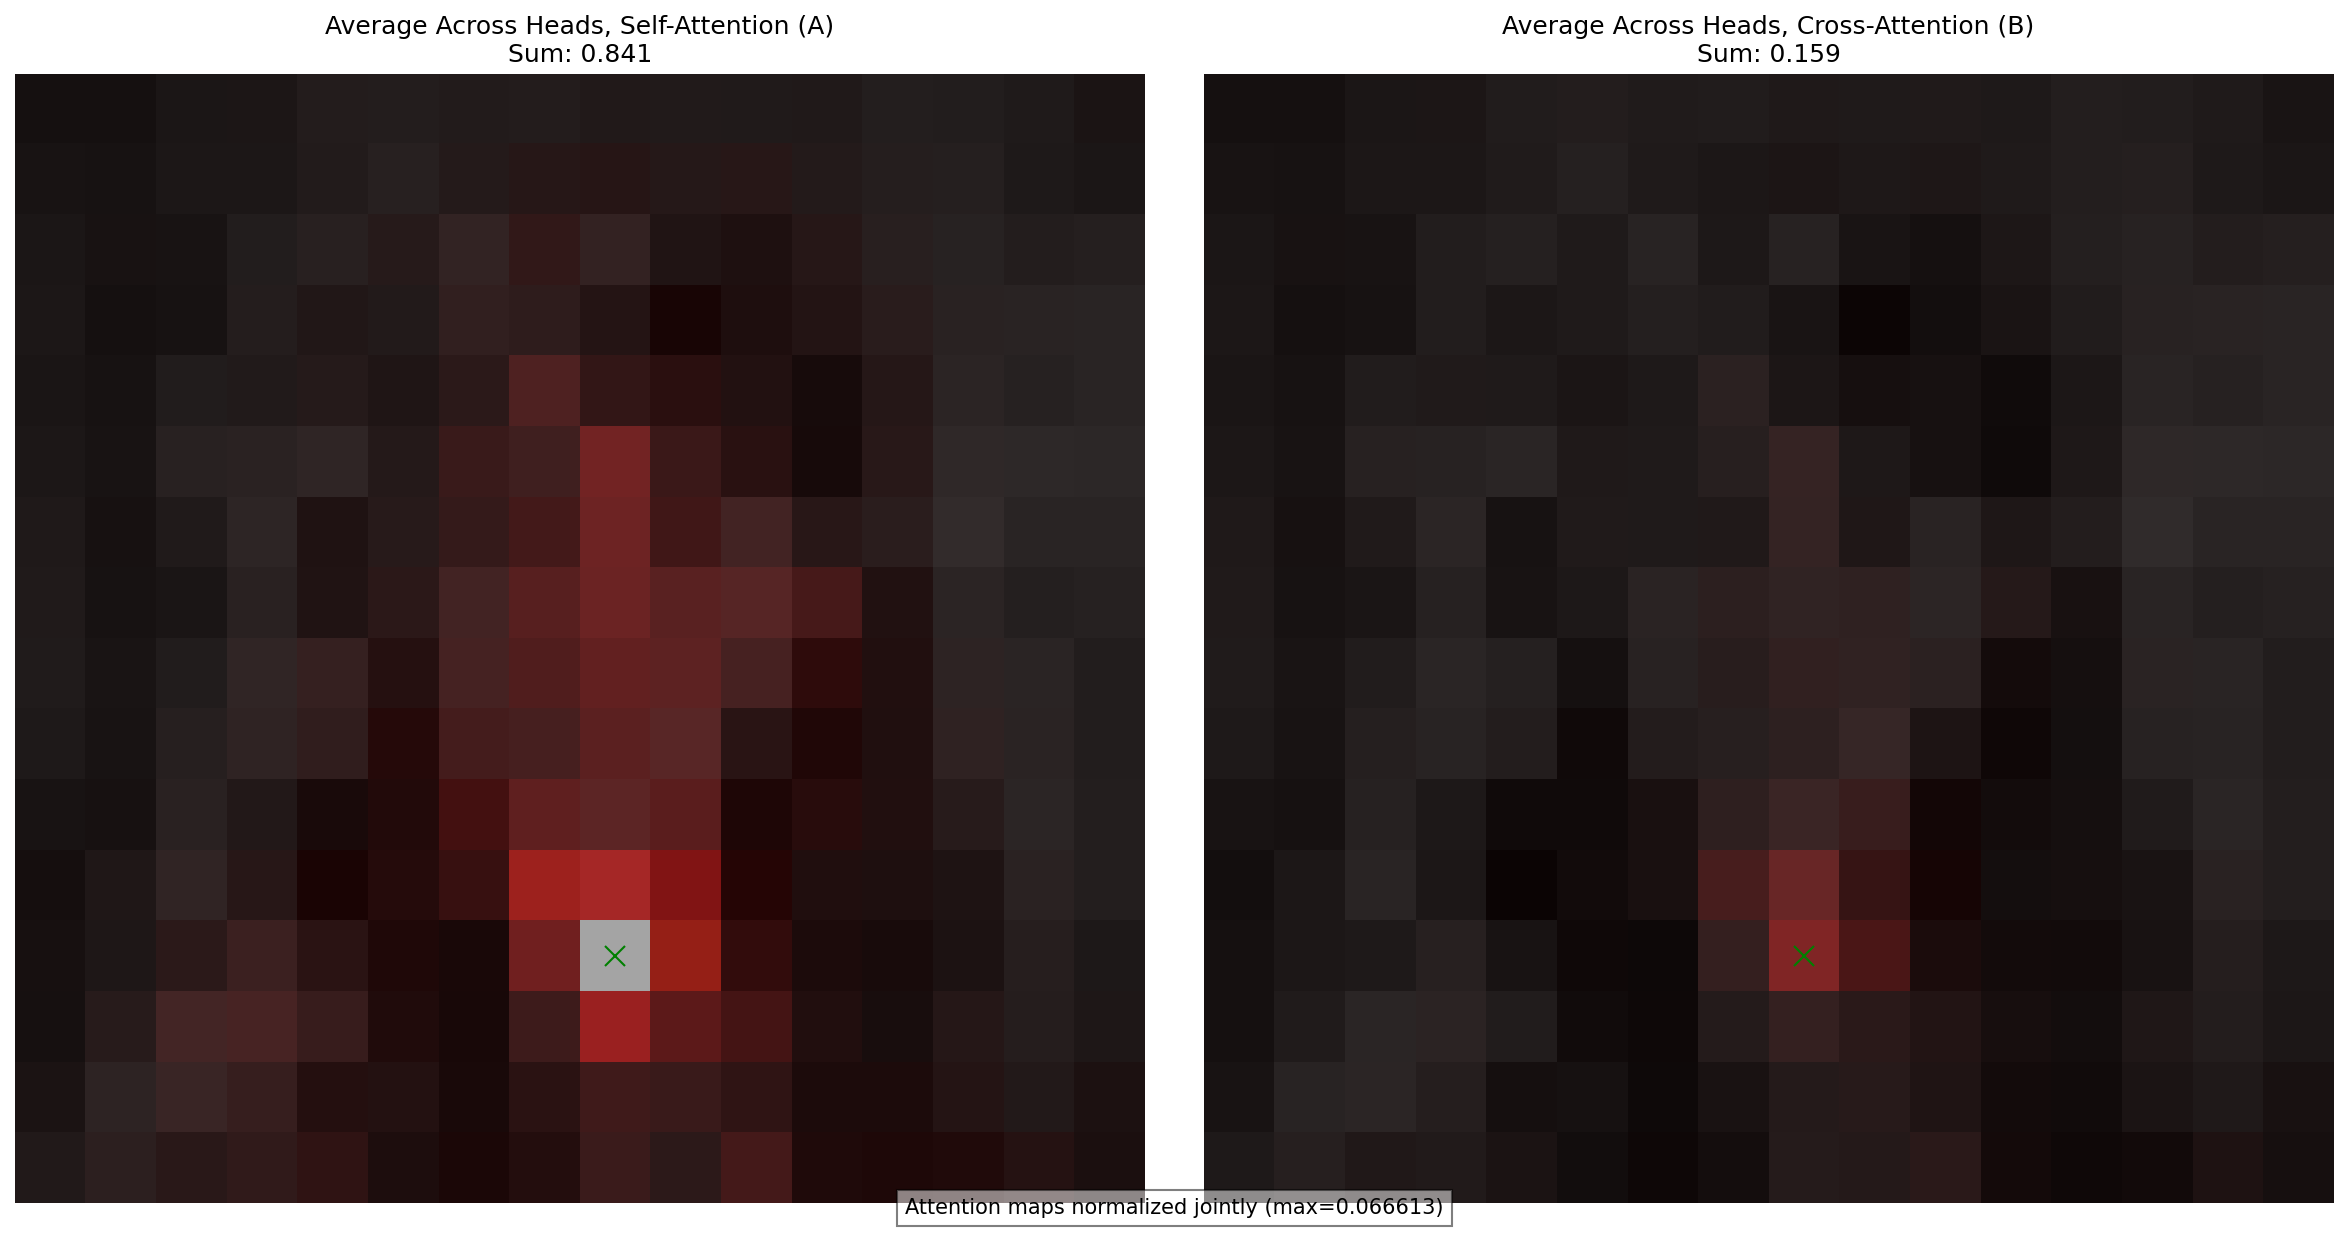 Average Across Heads, Self-Attention (A)
Sum: 0.841
Average Across Heads, Cross-Attention (B)
Sum: 0.159
Attention maps normalized jointly (max=0.066613)